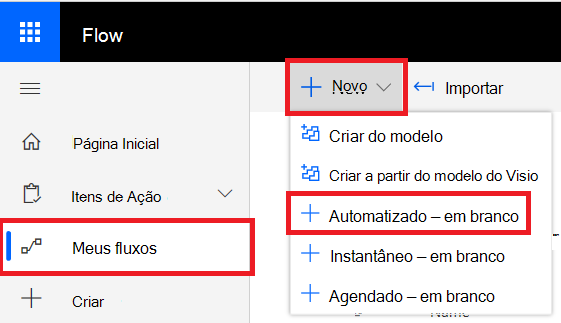 Flow
Novo
Importar
Página Inicial
Itens de Ação
Meus fluxos
Criar
Criar do modelo
Criar a partir do modelo do Visio
Automatizado – em branco
Instantâneo – em branco
Agendado – em branco
Name